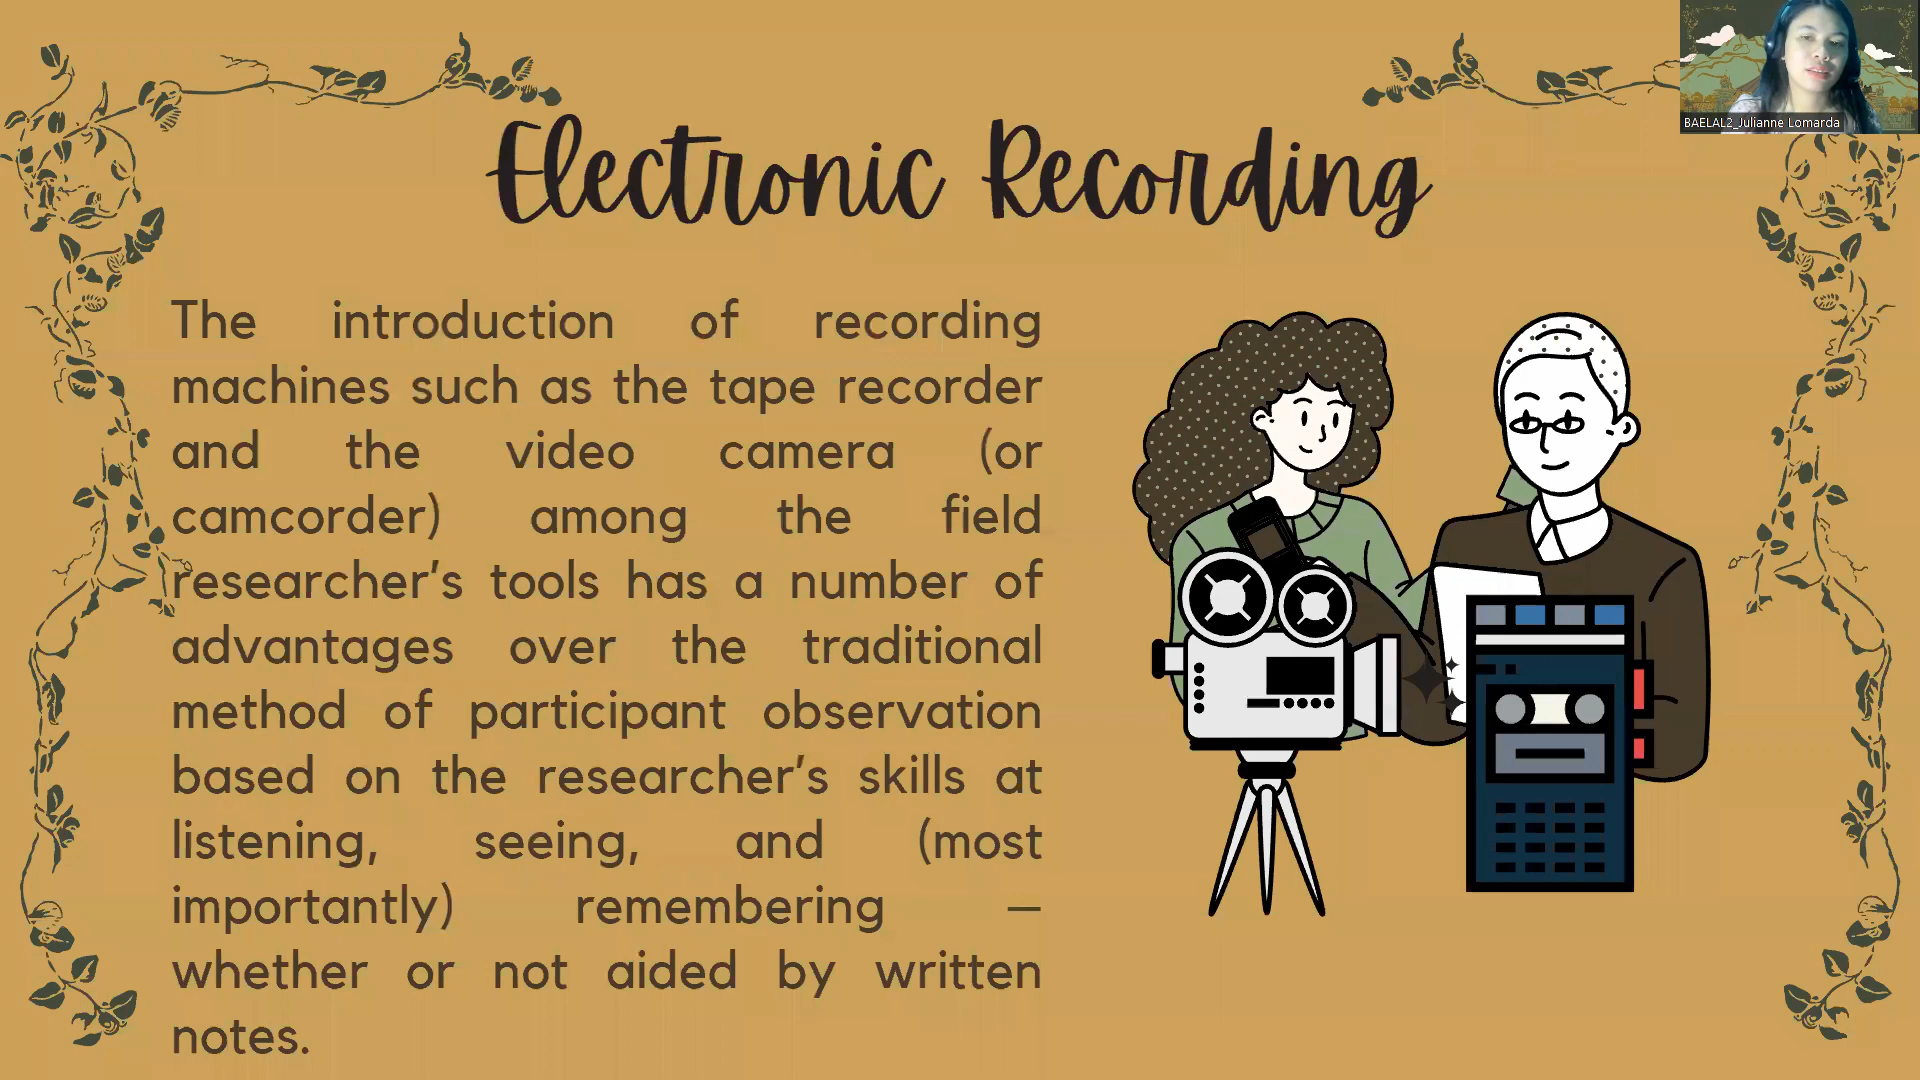 BAELAL2_Julianne Lomarda
Electronic Recording
The introduction of recording
machines such as the tape recorder
and the video camera (or
camcorder) among the field
researcher’s tools has a number of
advantages over the traditional
method of participant observation
based on the researcher’s skills at
listening, seeing, and (most
importantly) remembering —
whether or not aided by written
notes.